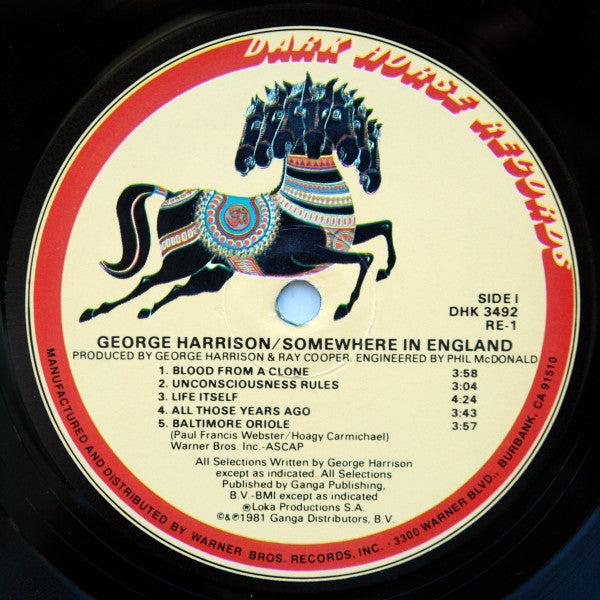 DARK HORSE RECORDS
SIDE I
DHK 3492
RE-1
GEORGE HARRISON/SOMEWHERE IN ENGLAND
PRODUCED BY GEORGE HARRISON & RAY COOPER. ENGINEERED BY PHIL McDONALD
1. BLOOD FROM A CLONE 3:58
2. UNCONSCIOUSNESS RULES 3:04
3. LIFE ITSELF 4:24
4. ALL THOSE YEARS AGO 3:43
5. BALTIMORE ORIOLE 3:57
(Paul Francis Webster/Hoagy Carmichael)
Warner Bros. Inc.-ASCAP
All Selections Written by George Harrison
except as indicated. All Selections
Published by Ganga Publishing,
B.V.-BMI except as indicated
®Loka Productions S.A.
©&℗1981 Ganga Distributors, B.V.
MANUFACTURED AND DISTRIBUTED BY WARNER BROS. RECORDS, INC. · 3300 WARNER BLVD., BURBANK, CA 91510